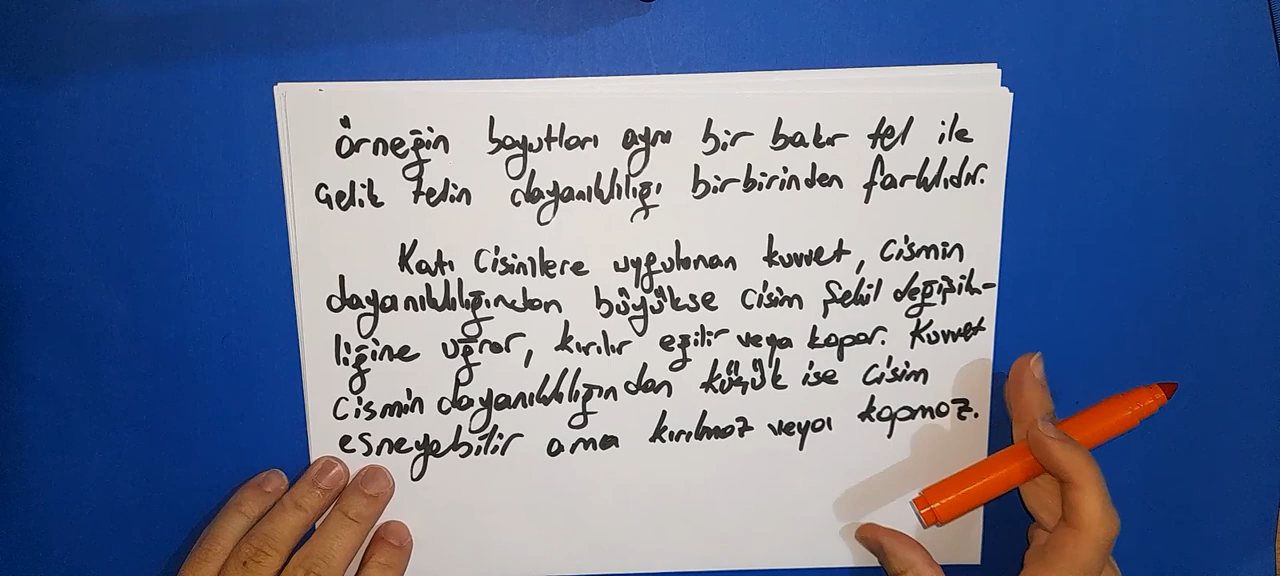 Örneğin boyutları aynı bir bakır tel ile
çelik telin dayanıklılığı birbirinden farklıdır.
Katı cisimlere uygulanan kuvvet, cismin
dayanıklılığından büyükse cisim şekil değişik-
liğine uğrar, kırılır eğilir veya kopar. Kuvvet
cismin dayanıklılığından küçük ise cisim
esneyebilir ama kırılmaz veya kopmaz.